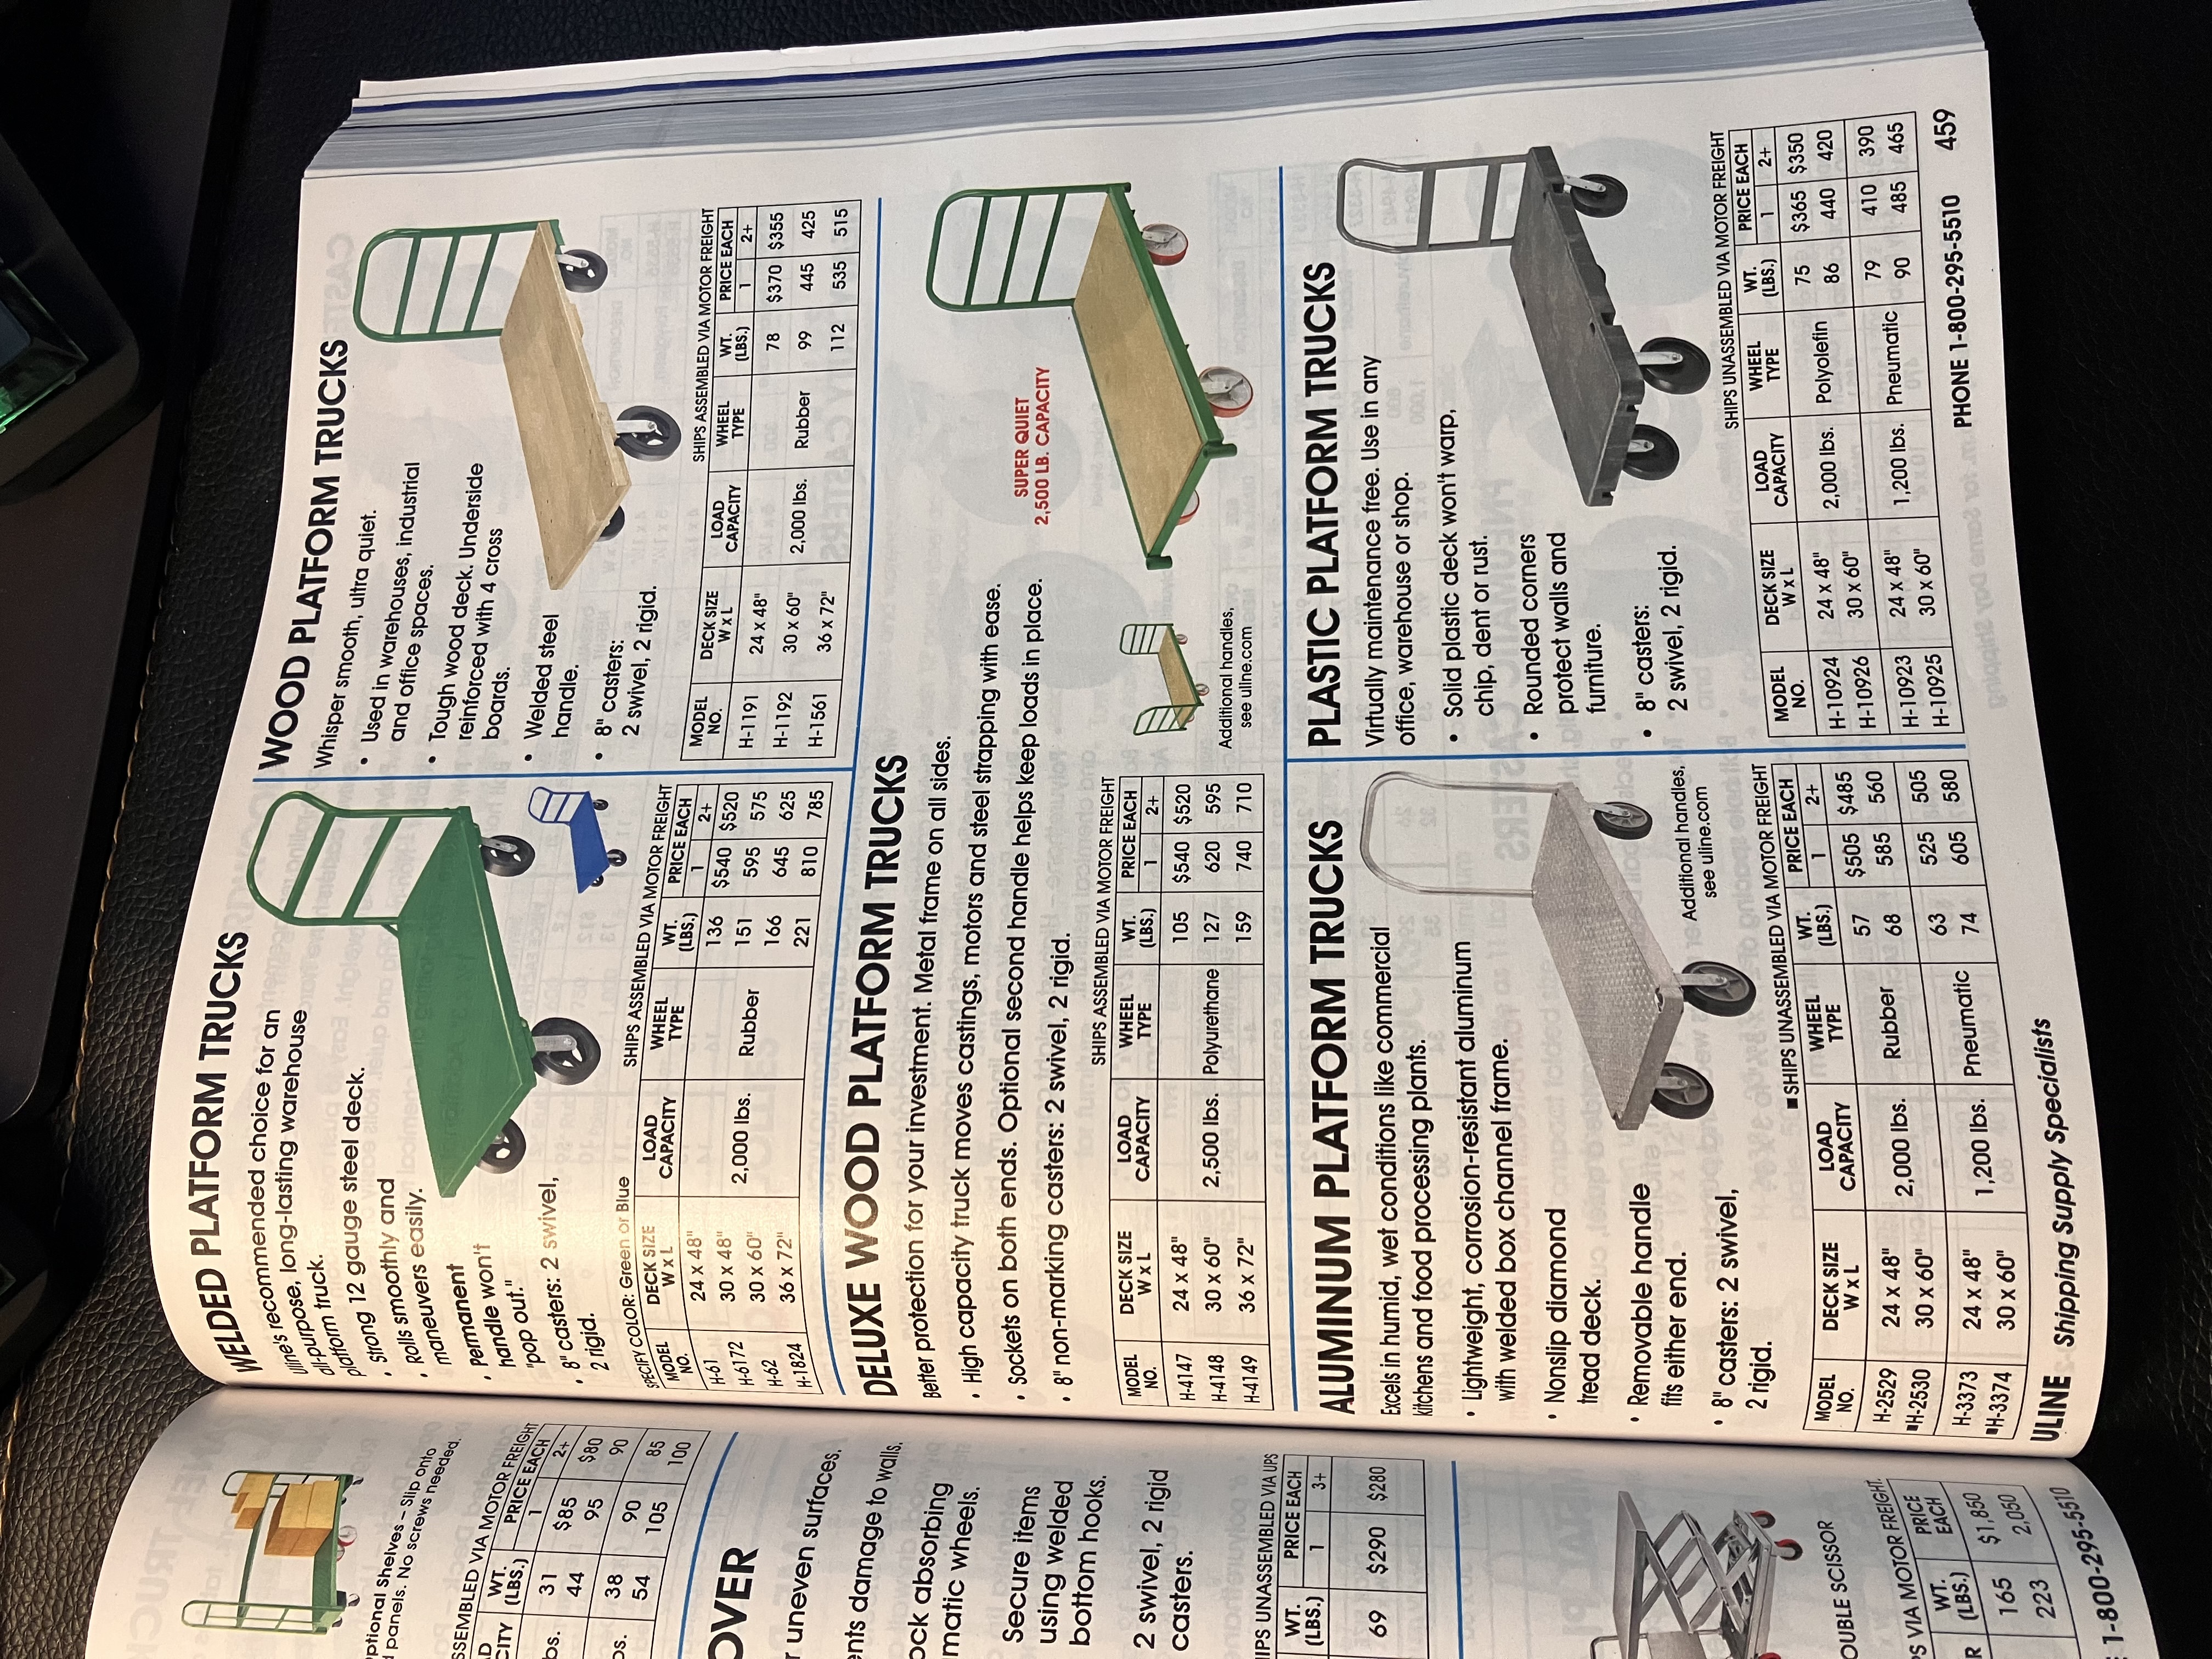 Optional Shelves – Slip onto
panels. No screws needed.
ASSEMBLED VIA MOTOR FREIGHT
WT. (LBS.) PRICE EACH
1 2+
31 $85 $80
44 95 90
38 90 85
54 105 100
OVER
uneven surfaces.
damage to walls.
absorbing
wheels.
Secure items
using welded
bottom hooks.
2 swivel, 2 rigid
casters.
UNASSEMBLED VIA UPS
WT. (LBS.) PRICE EACH
1 3+
69 $290 $280
DOUBLE SCISSOR
VIA MOTOR FREIGHT.
WT. (LBS.) PRICE EACH
165 $1,850
223 2,050
1-800-295-5510
WELDED PLATFORM TRUCKS
Uline's recommended choice for an
all-purpose, long-lasting warehouse
platform truck.
• Strong 12 gauge steel deck.
• Rolls smoothly and
maneuvers easily.
• Permanent
handle won't
"pop out."
• 8" casters: 2 swivel,
2 rigid.
SPECIFY COLOR: Green or Blue
SHIPS ASSEMBLED VIA MOTOR FREIGHT
MODEL NO. DECK SIZE W x L LOAD CAPACITY WHEEL TYPE WT. (LBS.) PRICE EACH
1 2+
H-61 24 x 48" 2,000 lbs. Rubber 136 $540 $520
H-6172 30 x 48" 151 595 575
H-62 30 x 60" 166 645 625
H-1824 36 x 72" 221 810 785
WOOD PLATFORM TRUCKS
Whisper smooth, ultra quiet.
• Used in warehouses, industrial
and office spaces.
• Tough wood deck. Underside
reinforced with 4 cross
boards.
• Welded steel
handle.
• 8" casters:
2 swivel, 2 rigid.
SHIPS ASSEMBLED VIA MOTOR FREIGHT
MODEL NO. DECK SIZE W x L LOAD CAPACITY WHEEL TYPE WT. (LBS.) PRICE EACH
1 2+
H-1191 24 x 48" 2,000 lbs. Rubber 78 $370 $355
H-1192 30 x 60" 99 445 425
H-1561 36 x 72" 112 535 515
DELUXE WOOD PLATFORM TRUCKS
Better protection for your investment. Metal frame on all sides.
• High capacity truck moves castings, motors and steel strapping with ease.
• Sockets on both ends. Optional second handle helps keep loads in place.
• 8" non-marking casters: 2 swivel, 2 rigid.
SUPER QUIET
2,500 LB. CAPACITY
Additional handles,
see uline.com
SHIPS ASSEMBLED VIA MOTOR FREIGHT
MODEL NO. DECK SIZE W x L LOAD CAPACITY WHEEL TYPE WT. (LBS.) PRICE EACH
1 2+
H-4147 24 x 48" 2,500 lbs. Polyurethane 105 $540 $520
H-4148 30 x 60" 127 620 595
H-4149 36 x 72" 159 740 710
ALUMINUM PLATFORM TRUCKS
Excels in humid, wet conditions like commercial
kitchens and food processing plants.
• Lightweight, corrosion-resistant aluminum
with welded box channel frame.
• Nonslip diamond
tread deck.
• Removable handle
fits either end.
• 8" casters: 2 swivel,
2 rigid.
Additional handles,
see uline.com
■ SHIPS UNASSEMBLED VIA MOTOR FREIGHT
MODEL NO. DECK SIZE W x L LOAD CAPACITY WHEEL TYPE WT. (LBS.) PRICE EACH
1 2+
H-2529 24 x 48" 2,000 lbs. Rubber 57 $505 $485
■H-2530 30 x 60" 68 585 560
H-3373 24 x 48" 1,200 lbs. Pneumatic 63 525 505
■H-3374 30 x 60" 74 605 580
PLASTIC PLATFORM TRUCKS
Virtually maintenance free. Use in any
office, warehouse or shop.
• Solid plastic deck won't warp,
chip, dent or rust.
• Rounded corners
protect walls and
furniture.
• 8" casters:
2 swivel, 2 rigid.
SHIPS UNASSEMBLED VIA MOTOR FREIGHT
MODEL NO. DECK SIZE W x L LOAD CAPACITY WHEEL TYPE WT. (LBS.) PRICE EACH
1 2+
H-10924 24 x 48" 2,000 lbs. Polyolefin 75 $365 $350
H-10926 30 x 60" 86 440 420
H-10923 24 x 48" 1,200 lbs. Pneumatic 79 410 390
H-10925 30 x 60" 90 485 465
ULINE Shipping Supply Specialists
PHONE 1-800-295-5510 459